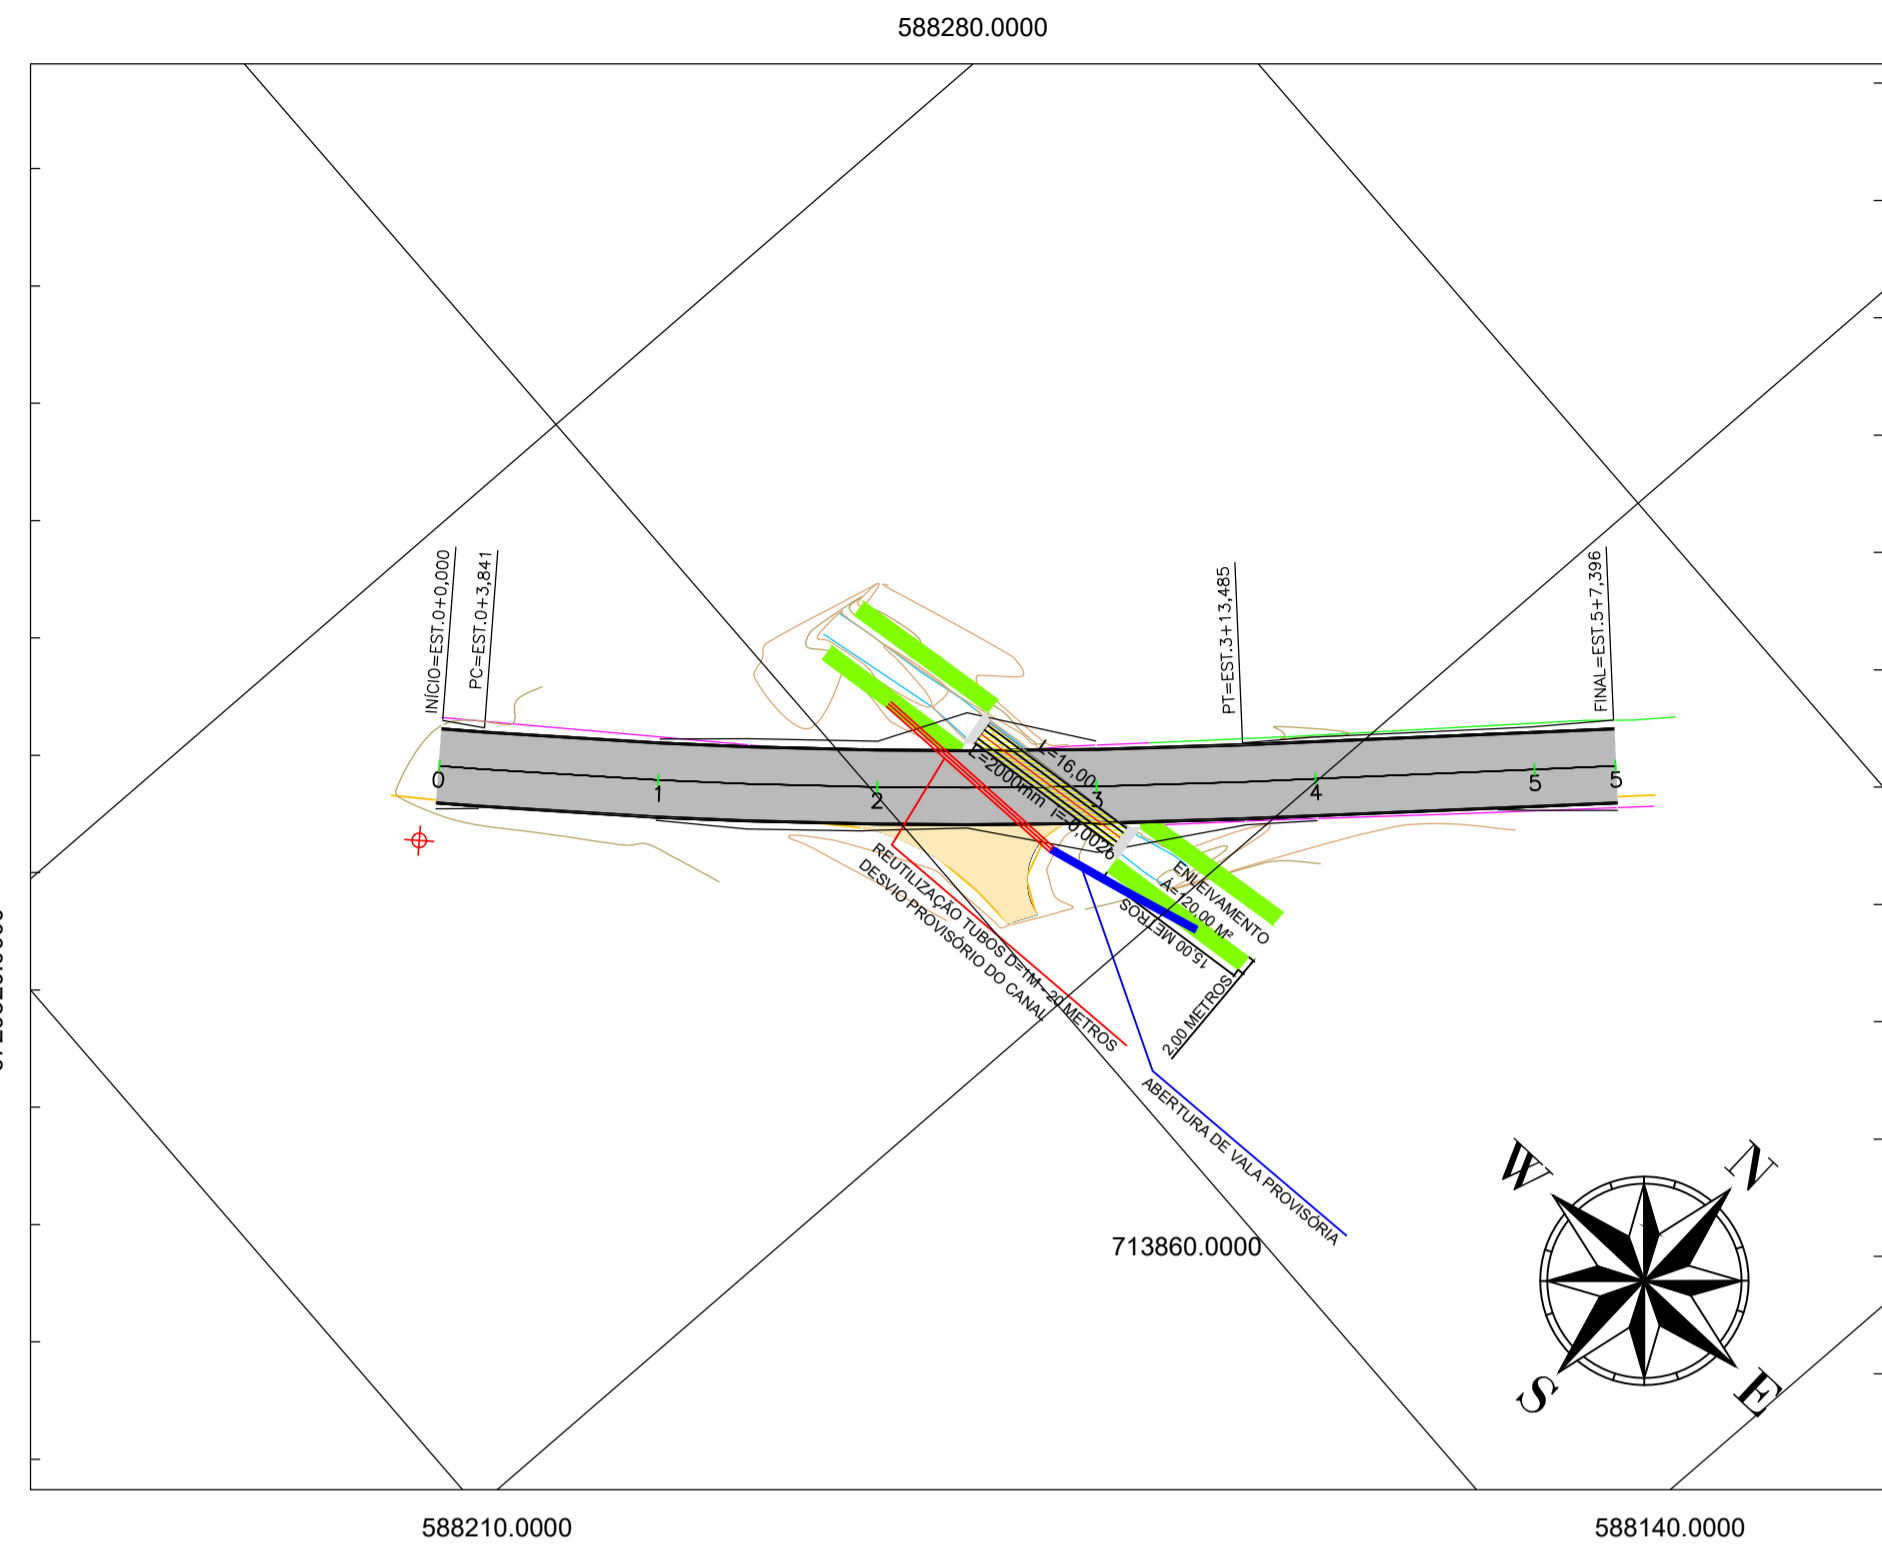 588280.0000
INÍCIO=EST.0+0,000
PC=EST.0+3,841
PT=EST.3+13,485
FINAL=EST.5+7,396
0
1
2
3
4
5
5
L=16,00
L=2000mm i=-0,0026
REUTILIZAÇÃO TUBOS D=1M - 20 METROS
DESVIO PROVISÓRIO DO CANAL
ENLEIVAMENTO
Á=120,00 M²
15.00 METROS
2,00 METROS
ABERTURA DE VALA PROVISÓRIA
713860.0000
W
N
S
E
588210.0000
588140.0000